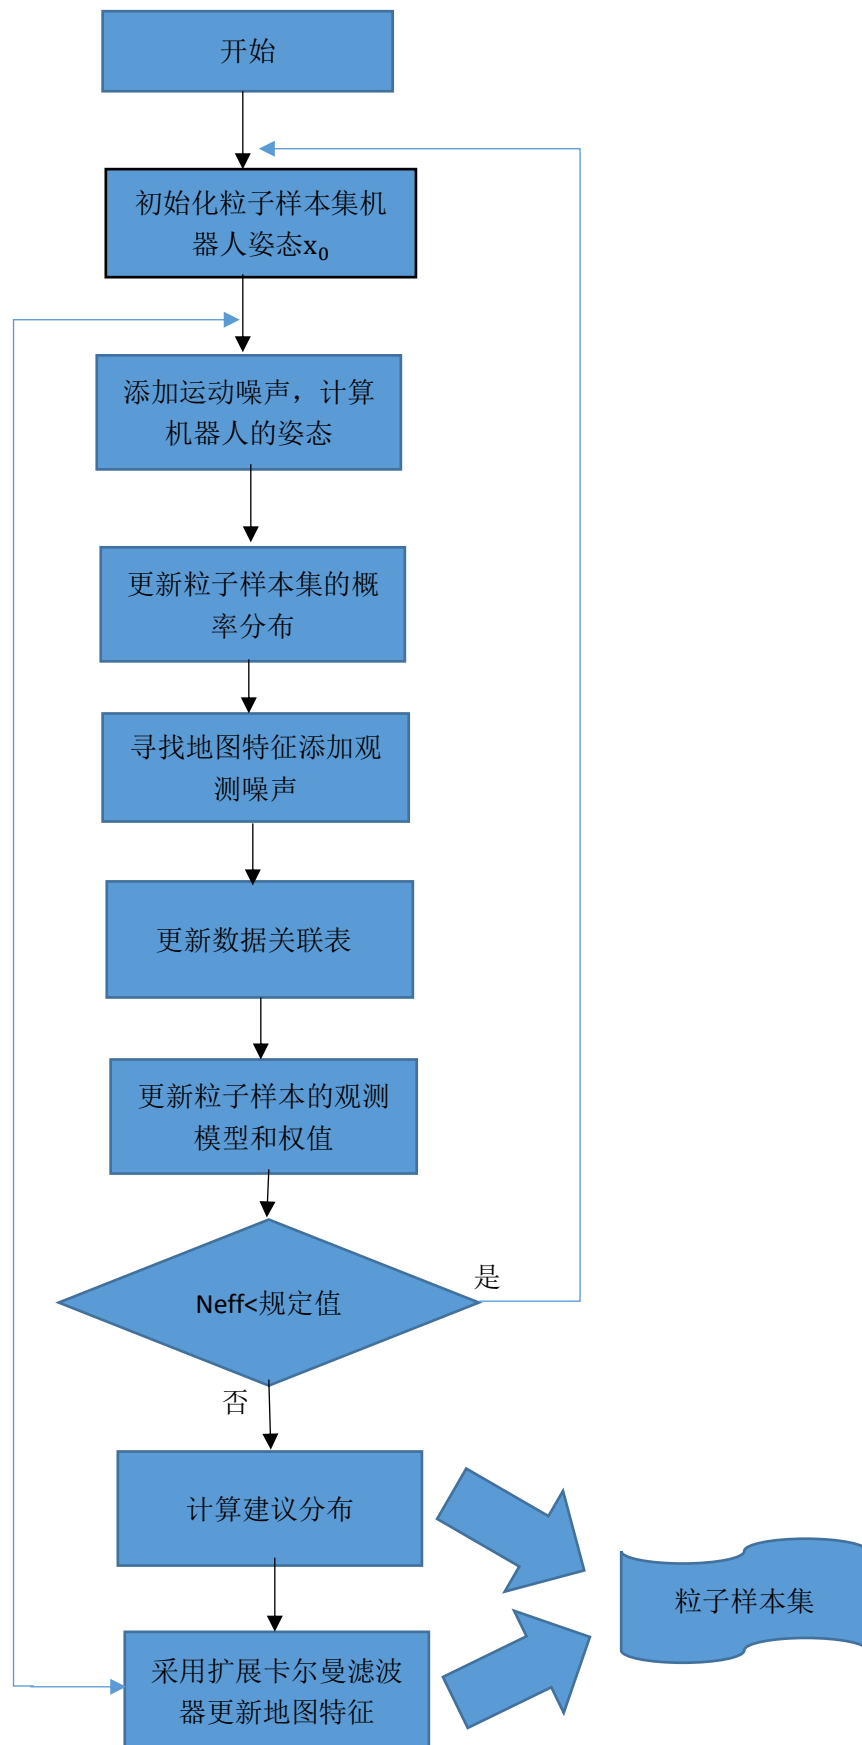 开始
初始化粒子样本集机
器人姿态x₀
添加运动噪声，计算
机器人的姿态
更新粒子样本集的概
率分布
寻找地图特征添加观
测噪声
更新数据关联表
更新粒子样本的观测
模型和权值
是
Neff<规定值
否
计算建议分布
粒子样本集
采用扩展卡尔曼滤波
器更新地图特征